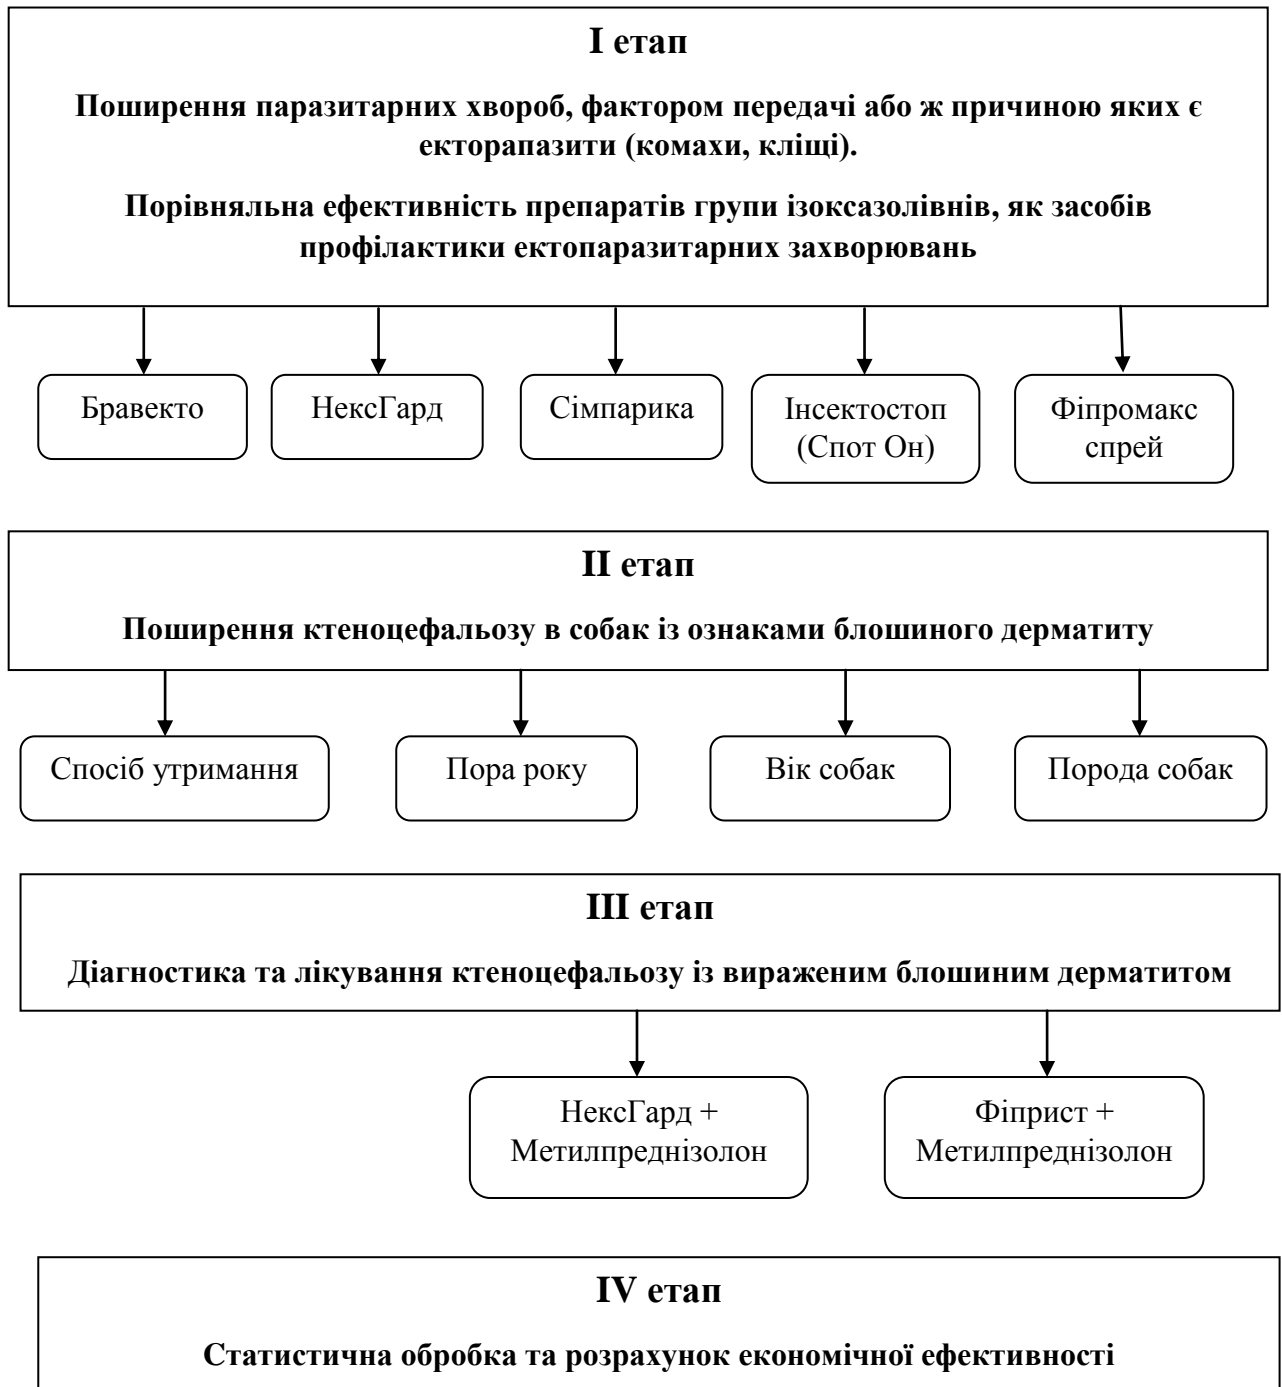 І етап
Поширення паразитарних хвороб, фактором передачі або ж причиною яких є
екторапазити (комахи, кліщі).
Порівняльна ефективність препаратів групи ізоксазолівнів, як засобів
профілактики ектопаразитарних захворювань
Бравекто
НексГард
Сімпарика
Інсектостоп
(Спот Он)
Фіпромакс
спрей
ІІ етап
Поширення ктеноцефальозу в собак із ознаками блошиного дерматиту
Спосіб утримання
Пора року
Вік собак
Порода собак
ІІІ етап
Діагностика та лікування ктеноцефальозу із вираженим блошиним дерматитом
НексГард +
Метилпреднізолон
Фіприст +
Метилпреднізолон
IV етап
Статистична обробка та розрахунок економічної ефективності